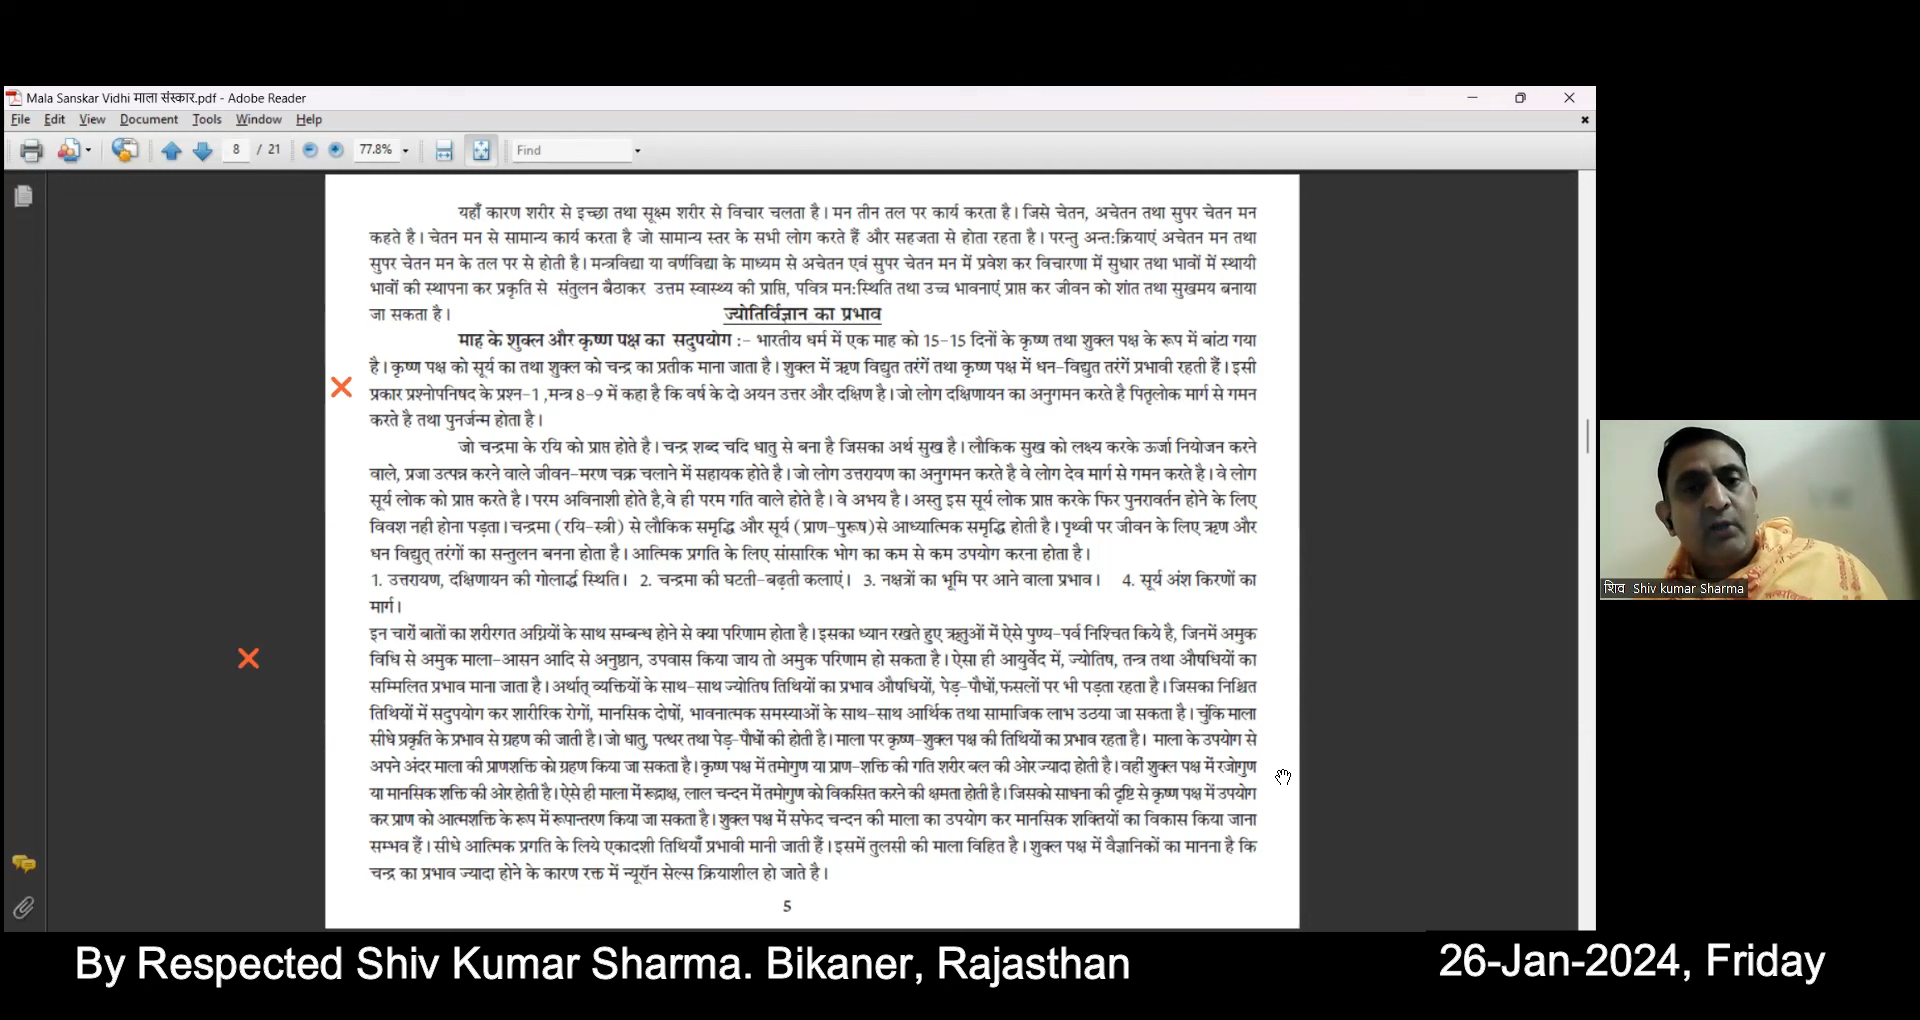 Mala Sanskar Vidhi माला संस्कार.pdf - Adobe Reader
File Edit View Document Tools Window Help
8 / 21 77.8% Find
यहाँ कारण शरीर से इच्छा तथा सूक्ष्म शरीर से विचार चलता है। मन तीन तल पर कार्य करता है। जिसे चेतन, अचेतन तथा सुपर चेतन मन
कहते है। चेतन मन से सामान्य कार्य करता है जो सामान्य स्तर के सभी लोग करते हैं और सहजता से होता रहता है। परन्तु अन्त:क्रियाएं अचेतन मन तथा
सुपर चेतन मन के तल पर से होती है। मन्त्रविद्या या वर्णविद्या के माध्यम से अचेतन एवं सुपर चेतन मन में प्रवेश कर विचारणा में सुधार तथा भावों में स्थायी
भावों की स्थापना कर प्रकृति से संतुलन बैठाकर उत्तम स्वास्थ्य की प्राप्ति, पवित्र मन:स्थिति तथा उच्च भावनाएं प्राप्त कर जीवन को शांत तथा सुखमय बनाया
जा सकता है।
ज्योतिर्विज्ञान का प्रभाव
माह के शुक्ल और कृष्ण पक्ष का सदुपयोग :- भारतीय धर्म में एक माह को 15-15 दिनों के कृष्ण तथा शुक्ल पक्ष के रूप में बांटा गया
है। कृष्ण पक्ष को सूर्य का तथा शुक्ल को चन्द्र का प्रतीक माना जाता है। शुक्ल में ऋण विद्युत तरंगें तथा कृष्ण पक्ष में धन-विद्युत तरंगें प्रभावी रहती हैं। इसी
प्रकार प्रश्नोपनिषद के प्रश्न-1 ,मन्त्र 8-9 में कहा है कि वर्ष के दो अयन उत्तर और दक्षिण है। जो लोग दक्षिणायन का अनुगमन करते है पितृलोक मार्ग से गमन
करते है तथा पुनर्जन्म होता है।
जो चन्द्रमा के रयि को प्राप्त होते है। चन्द्र शब्द चदि धातु से बना है जिसका अर्थ सुख है। लौकिक सुख को लक्ष्य करके ऊर्जा नियोजन करने
वाले, प्रजा उत्पन्न करने वाले जीवन-मरण चक्र चलाने में सहायक होते है। जो लोग उत्तरायण का अनुगमन करते है वे लोग देव मार्ग से गमन करते है। वे लोग
सूर्य लोक को प्राप्त करते है। परम अविनाशी होते है,वे ही परम गति वाले होते है। वे अभय है। अस्तु इस सूर्य लोक प्राप्त करके फिर पुनरावर्तन होने के लिए
विवश नही होना पड़ता। चन्द्रमा (रयि-स्त्री) से लौकिक समृद्धि और सूर्य (प्राण-पुरूष)से आध्यात्मिक समृद्धि होती है। पृथ्वी पर जीवन के लिए ऋण और
धन विद्युत् तरंगों का सन्तुलन बनना होता है। आत्मिक प्रगति के लिए सांसारिक भोग का कम से कम उपयोग करना होता है।
1. उत्तरायण, दक्षिणायन की गोलार्द्ध स्थिति। 2. चन्द्रमा की घटती-बढ़ती कलाएं। 3. नक्षत्रों का भूमि पर आने वाला प्रभाव। 4. सूर्य अंश किरणों का
मार्ग।
इन चारों बातों का शरीरगत अग्नियों के साथ सम्बन्ध होने से क्या परिणाम होता है। इसका ध्यान रखते हुए ऋतुओं में ऐसे पुण्य-पर्व निश्चित किये है, जिनमें अमुक
विधि से अमुक माला-आसन आदि से अनुष्ठान, उपवास किया जाय तो अमुक परिणाम हो सकता है। ऐसा ही आयुर्वेद में, ज्योतिष, तन्त्र तथा औषधियों का
सम्मिलित प्रभाव माना जाता है। अर्थात् व्यक्तियों के साथ-साथ ज्योतिष तिथियों का प्रभाव औषधियों, पेड़-पौधों,फसलों पर भी पड़ता रहता है। जिसका निश्चित
तिथियों में सदुपयोग कर शारीरिक रोगों, मानसिक दोषों, भावनात्मक समस्याओं के साथ-साथ आर्थिक तथा सामाजिक लाभ उठया जा सकता है। चुंकि माला
सीधे प्रकृति के प्रभाव से ग्रहण की जाती है। जो धातु, पत्थर तथा पेड़-पौधों की होती है। माला पर कृष्ण-शुक्ल पक्ष की तिथियों का प्रभाव रहता है। माला के उपयोग से
अपने अंदर माला की प्राणशक्ति को ग्रहण किया जा सकता है। कृष्ण पक्ष में तमोगुण या प्राण-शक्ति की गति शरीर बल की ओर ज्यादा होती है। वहीं शुक्ल पक्ष में रजोगुण
या मानसिक शक्ति की ओर होती है। ऐसे ही माला में रूद्राक्ष, लाल चन्दन में तमोगुण को विकसित करने की क्षमता होती है। जिसको साधना की दृष्टि से कृष्ण पक्ष में उपयोग
कर प्राण को आत्मशक्ति के रूप में रूपान्तरण किया जा सकता है। शुक्ल पक्ष में सफेद चन्दन की माला का उपयोग कर मानसिक शक्तियों का विकास किया जाना
सम्भव हैं। सीधे आत्मिक प्रगति के लिये एकादशी तिथियाँ प्रभावी मानी जाती हैं। इसमें तुलसी की माला विहित है। शुक्ल पक्ष में वैज्ञानिकों का मानना है कि
चन्द्र का प्रभाव ज्यादा होने के कारण रक्त में न्यूरॉन सेल्स क्रियाशील हो जाते है।
5
शिव Shiv kumar Sharma
By Respected Shiv Kumar Sharma. Bikaner, Rajasthan
26-Jan-2024, Friday